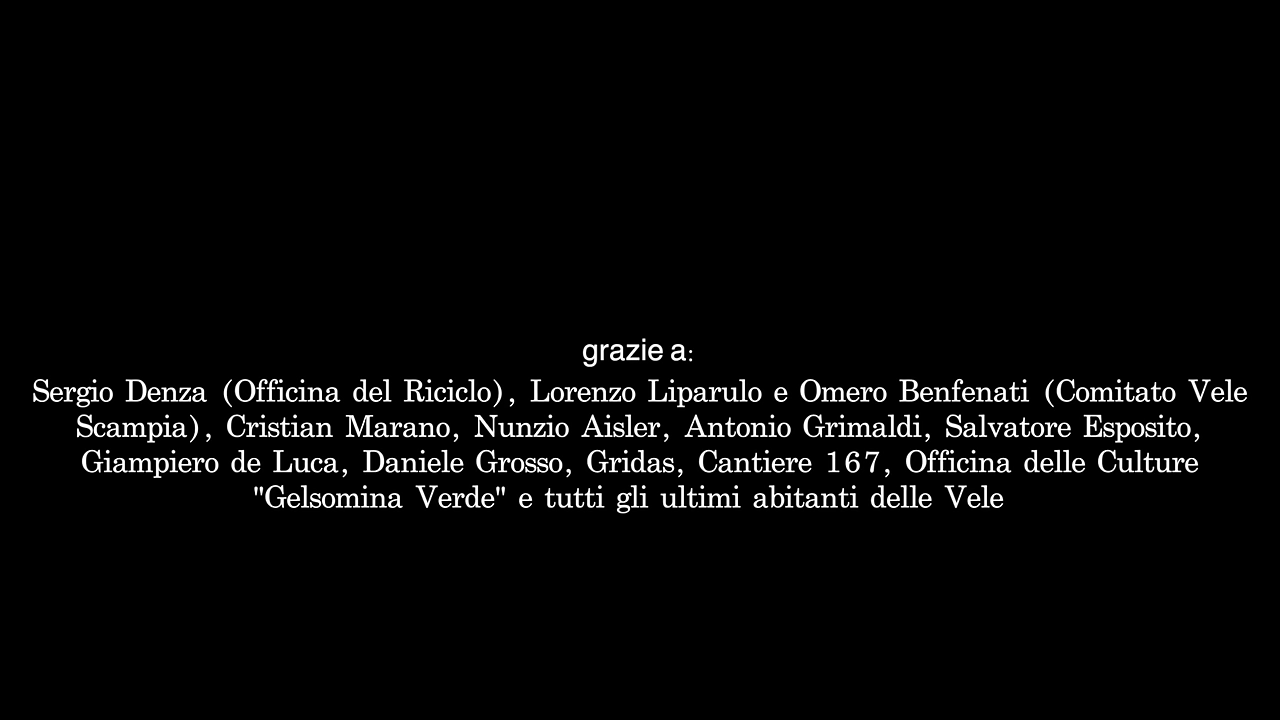 grazie a:
Sergio Denza (Officina del Riciclo), Lorenzo Liparulo e Omero Benfenati (Comitato Vele
Scampia), Cristian Marano, Nunzio Aisler, Antonio Grimaldi, Salvatore Esposito,
Giampiero de Luca, Daniele Grosso, Gridas, Cantiere 167, Officina delle Culture
"Gelsomina Verde" e tutti gli ultimi abitanti delle Vele